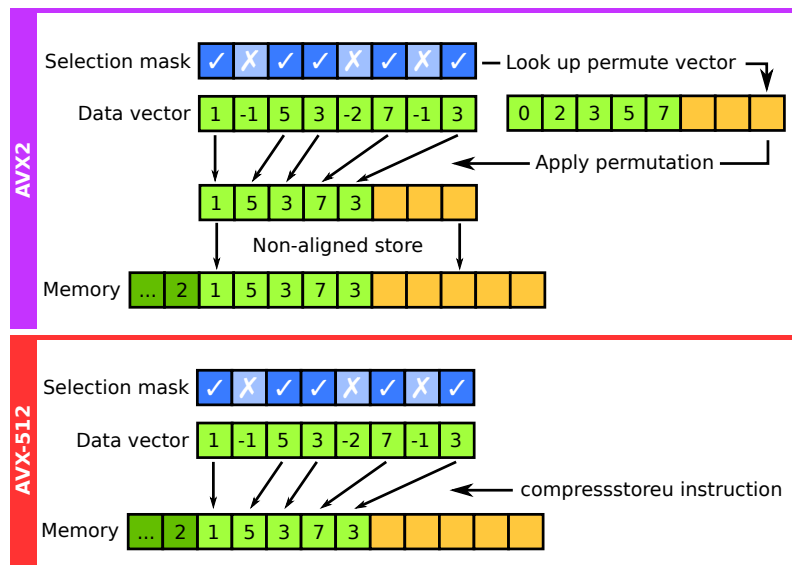 AVX2
Selection mask ✓ ✗ ✓ ✓ ✗ ✓ ✗ ✓ Look up permute vector
Data vector 1 -1 5 3 -2 7 -1 3 0 2 3 5 7
Apply permutation
1 5 3 7 3
Non-aligned store
Memory ... 2 1 5 3 7 3
AVX-512
Selection mask ✓ ✗ ✓ ✓ ✗ ✓ ✗ ✓
Data vector 1 -1 5 3 -2 7 -1 3
compressstoreu instruction
Memory ... 2 1 5 3 7 3